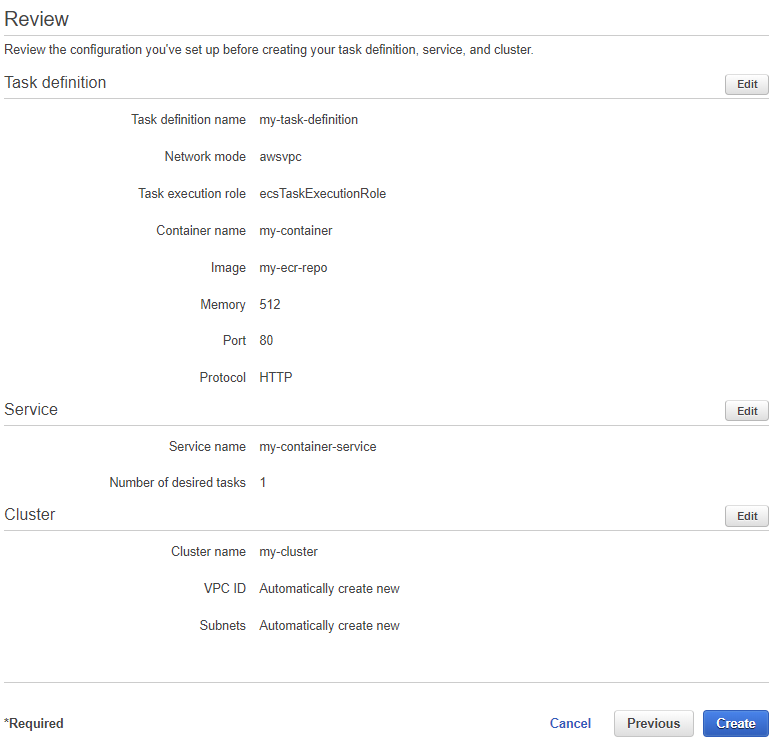 Review
Review the configuration you've set up before creating your task definition, service, and cluster.
Task definition Edit
Task definition name my-task-definition
Network mode awsvpc
Task execution role ecsTaskExecutionRole
Container name my-container
Image my-ecr-repo
Memory 512
Port 80
Protocol HTTP
Service Edit
Service name my-container-service
Number of desired tasks 1
Cluster Edit
Cluster name my-cluster
VPC ID Automatically create new
Subnets Automatically create new
*Required Cancel Previous Create